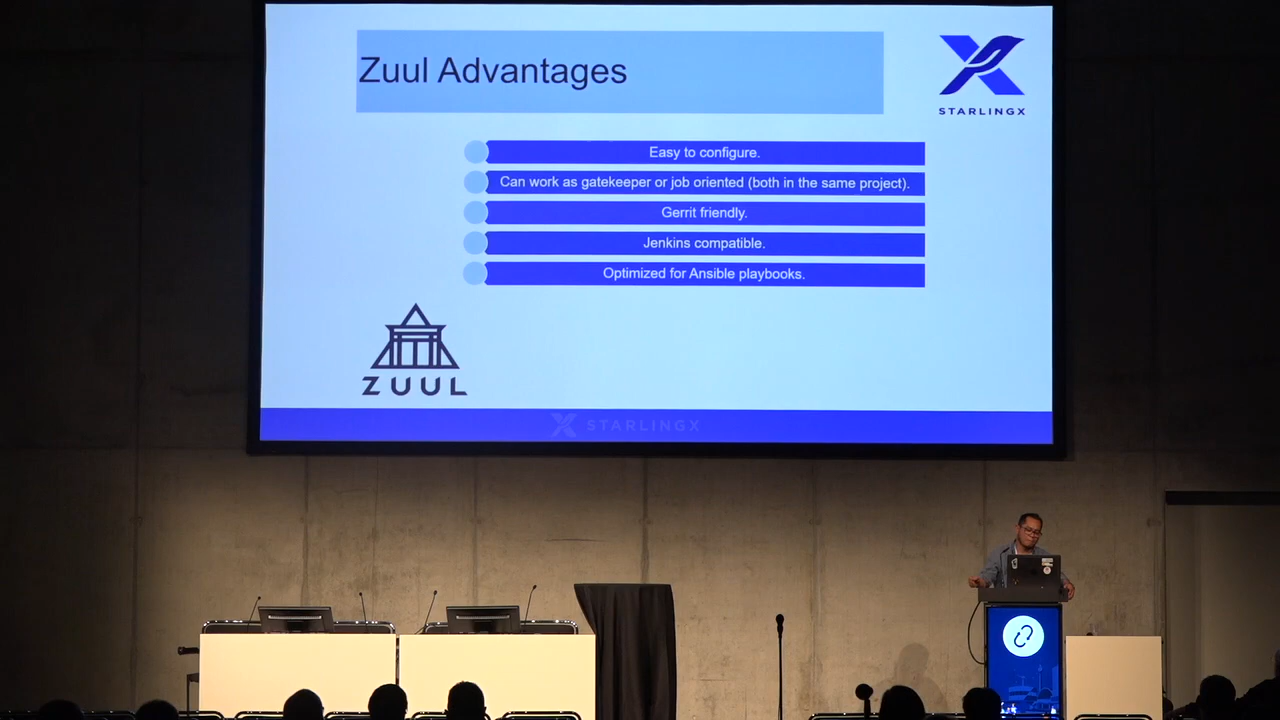 Zuul Advantages
STARLINGX
Easy to configure.
Can work as gatekeeper or job oriented (both in the same project).
Gerrit friendly.
Jenkins compatible.
Optimized for Ansible playbooks.
ZUUL
STARLINGX